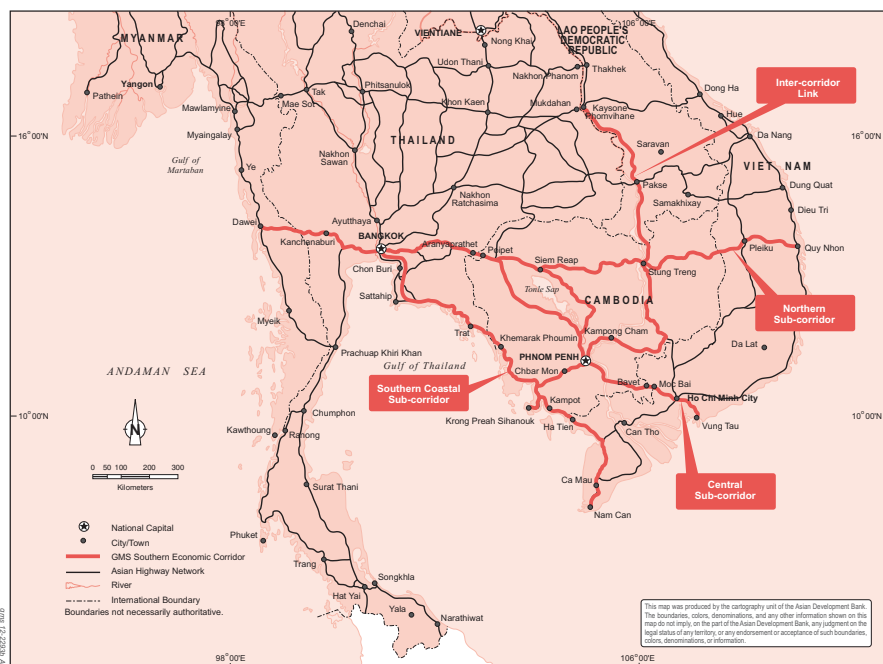 98°00'E
106°00'E
Denchai
MYANMAR
VIENTIANE
Nong Khai
LAO PEOPLE'S
DEMOCRATIC
REPUBLIC
Udon Thani
Nakhon Phanom
Thakhek
Yangon
Patheln
Tak
Phitsanulok
Mae Sot
Khon Kaen
Mukdahan
Kaysone
Phomvihane
Dong Ha
Inter-corridor
Link
Mawlamyine
Hue
Myaingalay
16°00'N
THAILAND
Saravan
Da Nang
16°00'N
Gulf of
Martaban
Nakhon
Sawan
VIET NAM
Ye
Pakse
Dung Quat
Nakhon
Ratchasima
Samakhixay
Dieu Tri
Dawei
Ayutthaya
BANGKOK
Kanchanaburi
Aranyaprathet
Poipet
Pleiku
Quy Nhon
Chon Buri
Siem Reap
Stung Treng
Tonle Sap
Sattahip
CAMBODIA
Northern
Sub-corridor
Myeik
Trat
Khemarak Phoumin
Kampong Cham
Da Lat
Prachuap Khiri Khan
PHNOM PENH
Gulf of Thailand
Chbar Mon
ANDAMAN SEA
Southern Coastal
Sub-corridor
Bavet
Moc Bai
Ho Chi Minh City
10°00'N
Kampot
10°00'N
Chumphon
Krong Preah Sihanouk
Vung Tau
N
Kawthoung
Ranong
Ha Tien
Can Tho
0 50 100 200 300
Kilometers
Surat Thani
Ca Mau
Central
Sub-corridor
Nam Can
National Capital
City/Town
Phuket
GMS Southern Economic Corridor
Asian Highway Network
Trang
River
Songkhla
International Boundary
Hat Yai
Boundaries not necessarily authoritative.
Yala
Narathiwat
This map was produced by the cartography unit of the Asian Development Bank.
The boundaries, colors, denominations, and any other information shown on this
map do not imply, on the part of the Asian Development Bank, any judgment on the
legal status of any territory, or any endorsement or acceptance of such boundaries,
colors, denominations, or information.
98°00'E
106°00'E